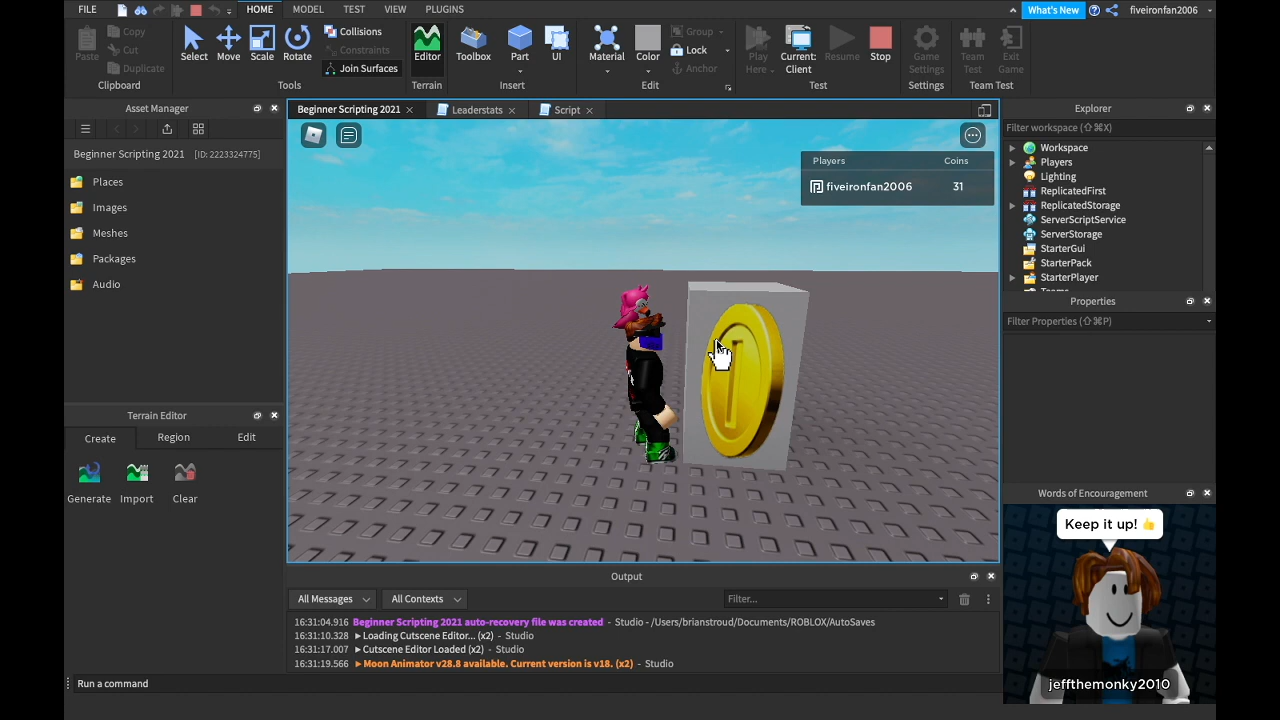 FILE HOME MODEL TEST VIEW PLUGINS What's New fiveironfan2006
Paste Copy Cut Duplicate
Clipboard
Select Move Scale Rotate Collisions Constraints Join Surfaces
Tools
Editor
Terrain
Toolbox Part UI
Insert
Material Color Group Lock Anchor
Edit
Play Here Current: Client Resume Stop
Test
Game Settings
Settings
Team Test Exit Game
Team Test
Asset Manager
Beginner Scripting 2021 [ID: 2223324775]
Places
Images
Meshes
Packages
Audio
Terrain Editor
Create Region Edit
Generate Import Clear
Beginner Scripting 2021 Leaderstats Script
Players Coins
fiveironfan2006 31
Explorer
Filter workspace (⇧⌘X)
Workspace
Players
Lighting
ReplicatedFirst
ReplicatedStorage
ServerScriptService
ServerStorage
StarterGui
StarterPack
StarterPlayer
Teams
Properties
Filter Properties (⇧⌘P)
Words of Encouragement
Keep it up! 👍
jeffthemonky2010
Output
All Messages All Contexts Filter...
16:31:04.916 Beginner Scripting 2021 auto-recovery file was created - Studio - /Users/brianstroud/Documents/ROBLOX/AutoSaves
16:31:10.328 ▶ Loading Cutscene Editor... (x2) - Studio
16:31:17.007 ▶ Cutscene Editor Loaded (x2) - Studio
16:31:19.566 ▶ Moon Animator v28.8 available. Current version is v18. (x2) - Studio
Run a command